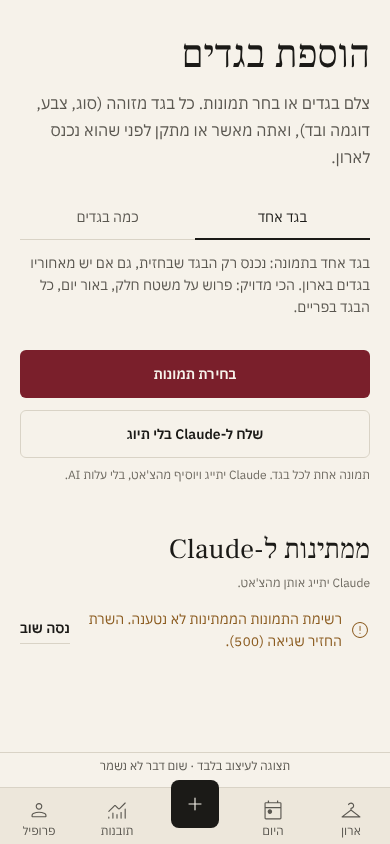 הוספת בגדים
צלם בגדים או בחר תמונות. כל בגד מזוהה (סוג, צבע,
דוגמה ובד), ואתה מאשר או מתקן לפני שהוא נכנס
לארון.
בגד אחד
כמה בגדים
בגד אחד בתמונה: נכנס רק הבגד שבחזית, גם אם יש מאחוריו
בגדים בארון. הכי מדויק: פרוש על משטח חלק, באור יום, כל
הבגד בפריים.
בחירת תמונות
שלח ל-Claude בלי תיוג
תמונה אחת לכל בגד. Claude יתייג ויוסיף מהצ'אט, בלי עלות AI.
ממתינות ל-Claude
Claude יתייג אותן מהצ'אט.
רשימת התמונות הממתינות לא נטענה. השרת
החזיר שגיאה (500).
נסה שוב
תצוגה לעיצוב בלבד · שום דבר לא נשמר
ארון
היום
תובנות
פרופיל